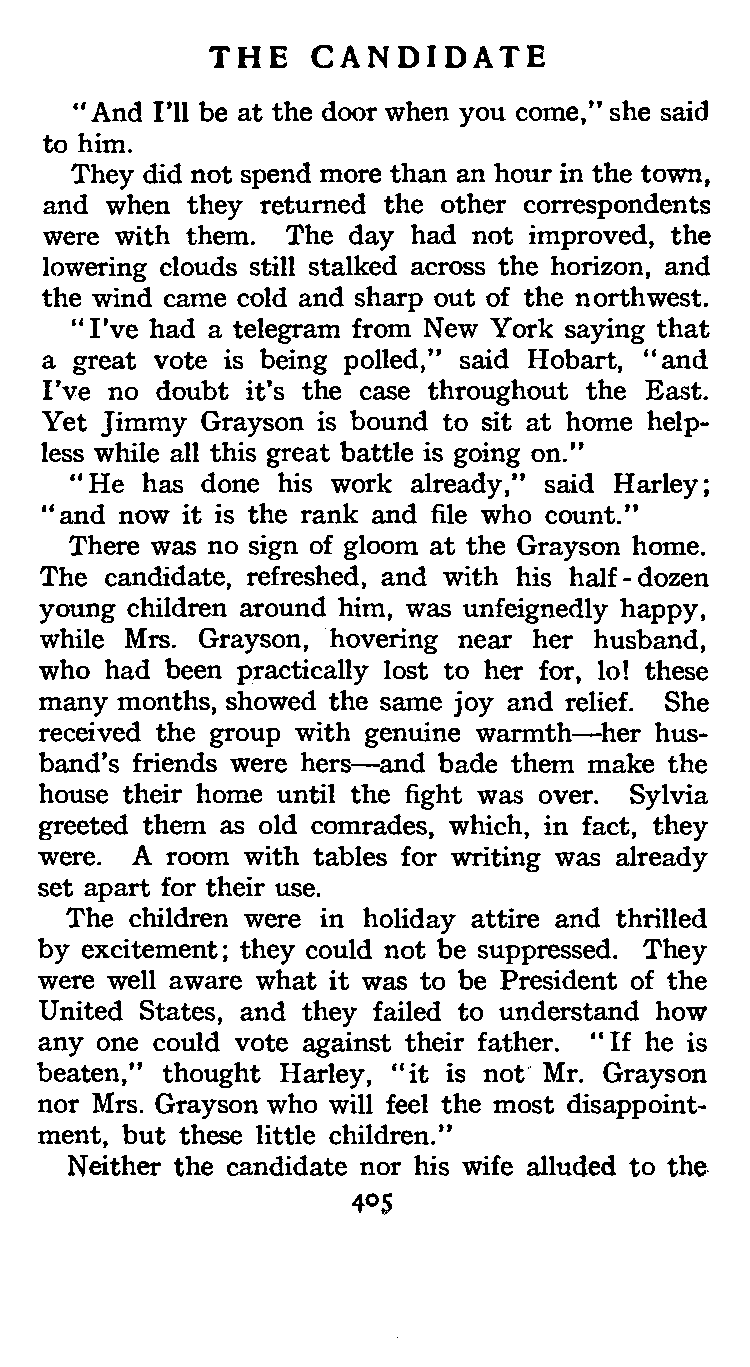 THE CANDIDATE
"And I'll be at the door when you come," she said
to him.
They did not spend more than an hour in the town,
and when they returned the other correspondents
were with them. The day had not improved, the
lowering clouds still stalked across the horizon, and
the wind came cold and sharp out of the northwest.
"I've had a telegram from New York saying that
a great vote is being polled," said Hobart, "and
I've no doubt it's the case throughout the East.
Yet Jimmy Grayson is bound to sit at home help-
less while all this great battle is going on."
"He has done his work already," said Harley;
"and now it is the rank and file who count."
There was no sign of gloom at the Grayson home.
The candidate, refreshed, and with his half-dozen
young children around him, was unfeignedly happy,
while Mrs. Grayson, hovering near her husband,
who had been practically lost to her for, lo! these
many months, showed the same joy and relief. She
received the group with genuine warmth—her hus-
band's friends were hers—and bade them make the
house their home until the fight was over. Sylvia
greeted them as old comrades, which, in fact, they
were. A room with tables for writing was already
set apart for their use.
The children were in holiday attire and thrilled
by excitement; they could not be suppressed. They
were well aware what it was to be President of the
United States, and they failed to understand how
any one could vote against their father. "If he is
beaten," thought Harley, "it is not Mr. Grayson
nor Mrs. Grayson who will feel the most disappoint-
ment, but these little children."
Neither the candidate nor his wife alluded to the
405